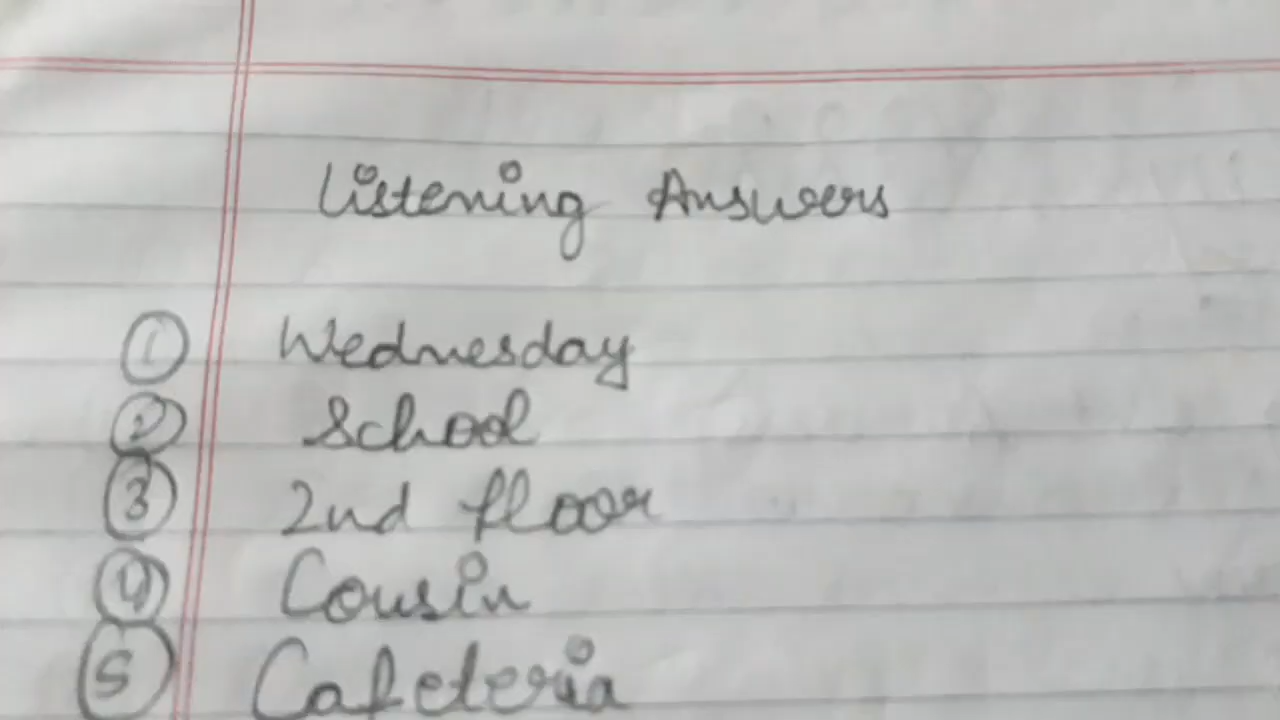 Listening Answers
1 Wednesday
2 School
3 2nd floor
4 Cousin
5 Cafeteria